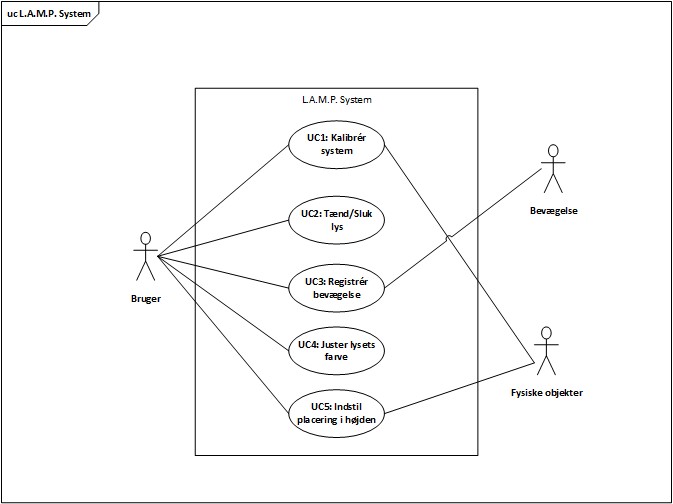 uc L.A.M.P. System
L.A.M.P. System
UC1: Kalibrér
system
UC2: Tænd/Sluk
lys
UC3: Registrér
bevægelse
UC4: Juster lysets
farve
UC5: Indstil
placering i højden
Bruger
Bevægelse
Fysiske objekter